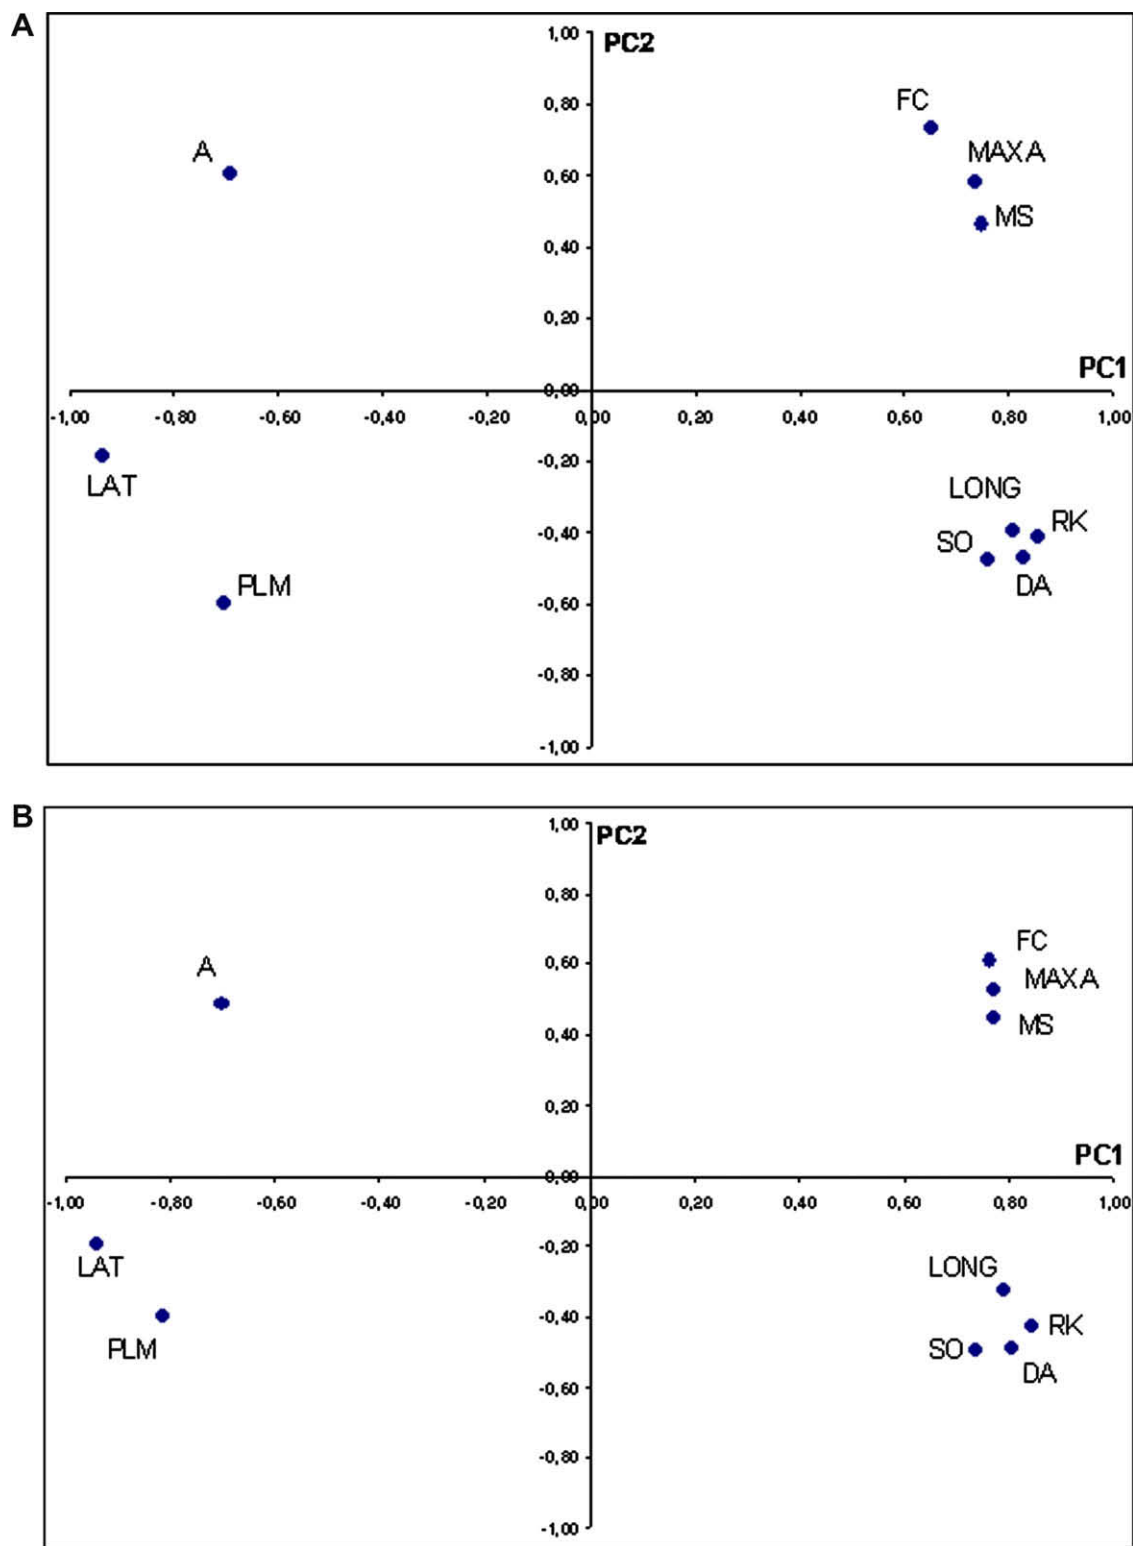 A
1,00
PC2
0,80
FC
A
MAXA
0,60
MS
0,40
0,20
PC1
0,00
-1,00 -0,80 -0,60 -0,40 -0,20 0,00 0,20 0,40 0,60 0,80 1,00
-0,20
LAT
LONG
-0,40
RK
SO
DA
PLM
-0,60
-0,80
-1,00
B
1,00
PC2
0,80
FC
A
0,60
MAXA
MS
0,40
0,20
PC1
0,00
-1,00 -0,80 -0,60 -0,40 -0,20 0,00 0,20 0,40 0,60 0,80 1,00
-0,20
LAT
LONG
-0,40
RK
PLM
SO
DA
-0,60
-0,80
-1,00